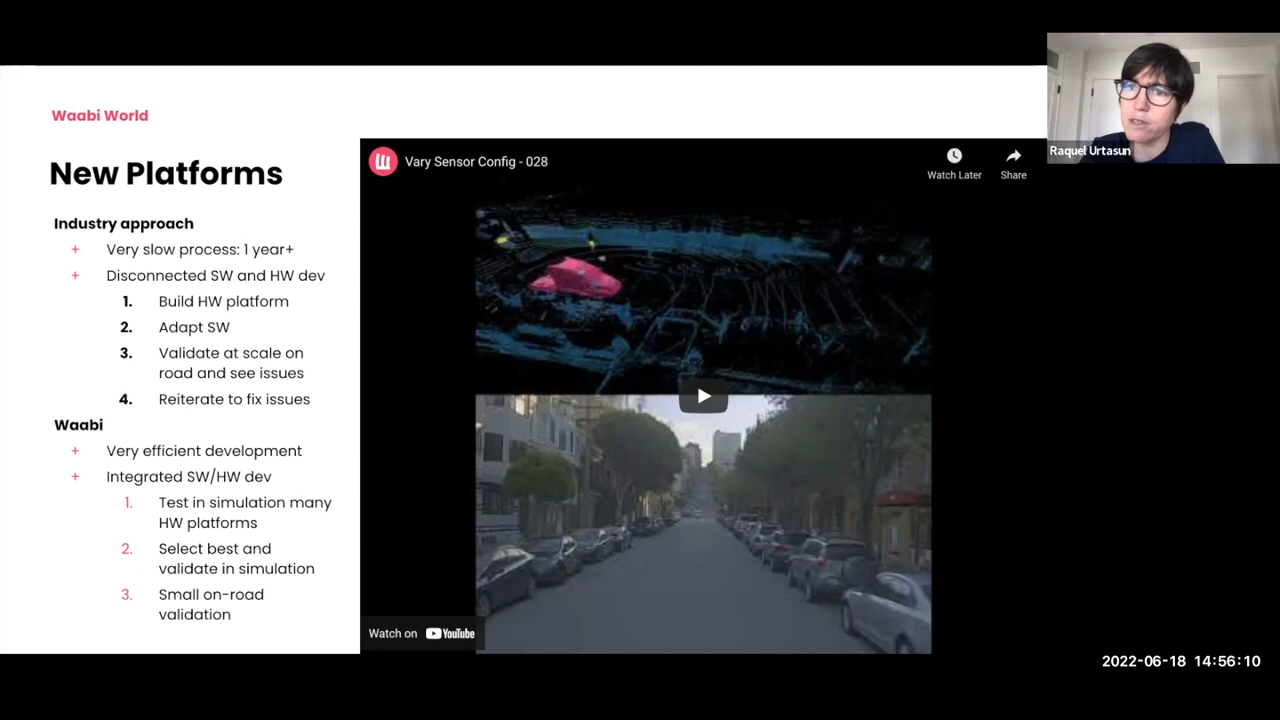 Waabi World
New Platforms
Industry approach
+ Very slow process: 1 year+
+ Disconnected SW and HW dev
1. Build HW platform
2. Adapt SW
3. Validate at scale on
road and see issues
4. Reiterate to fix issues
Waabi
+ Very efficient development
+ Integrated SW/HW dev
1. Test in simulation many
HW platforms
2. Select best and
validate in simulation
3. Small on-road
validation
Vary Sensor Config - 028
Watch Later
Share
Watch on YouTube
Raquel Urtasun
2022-06-18 14:56:10